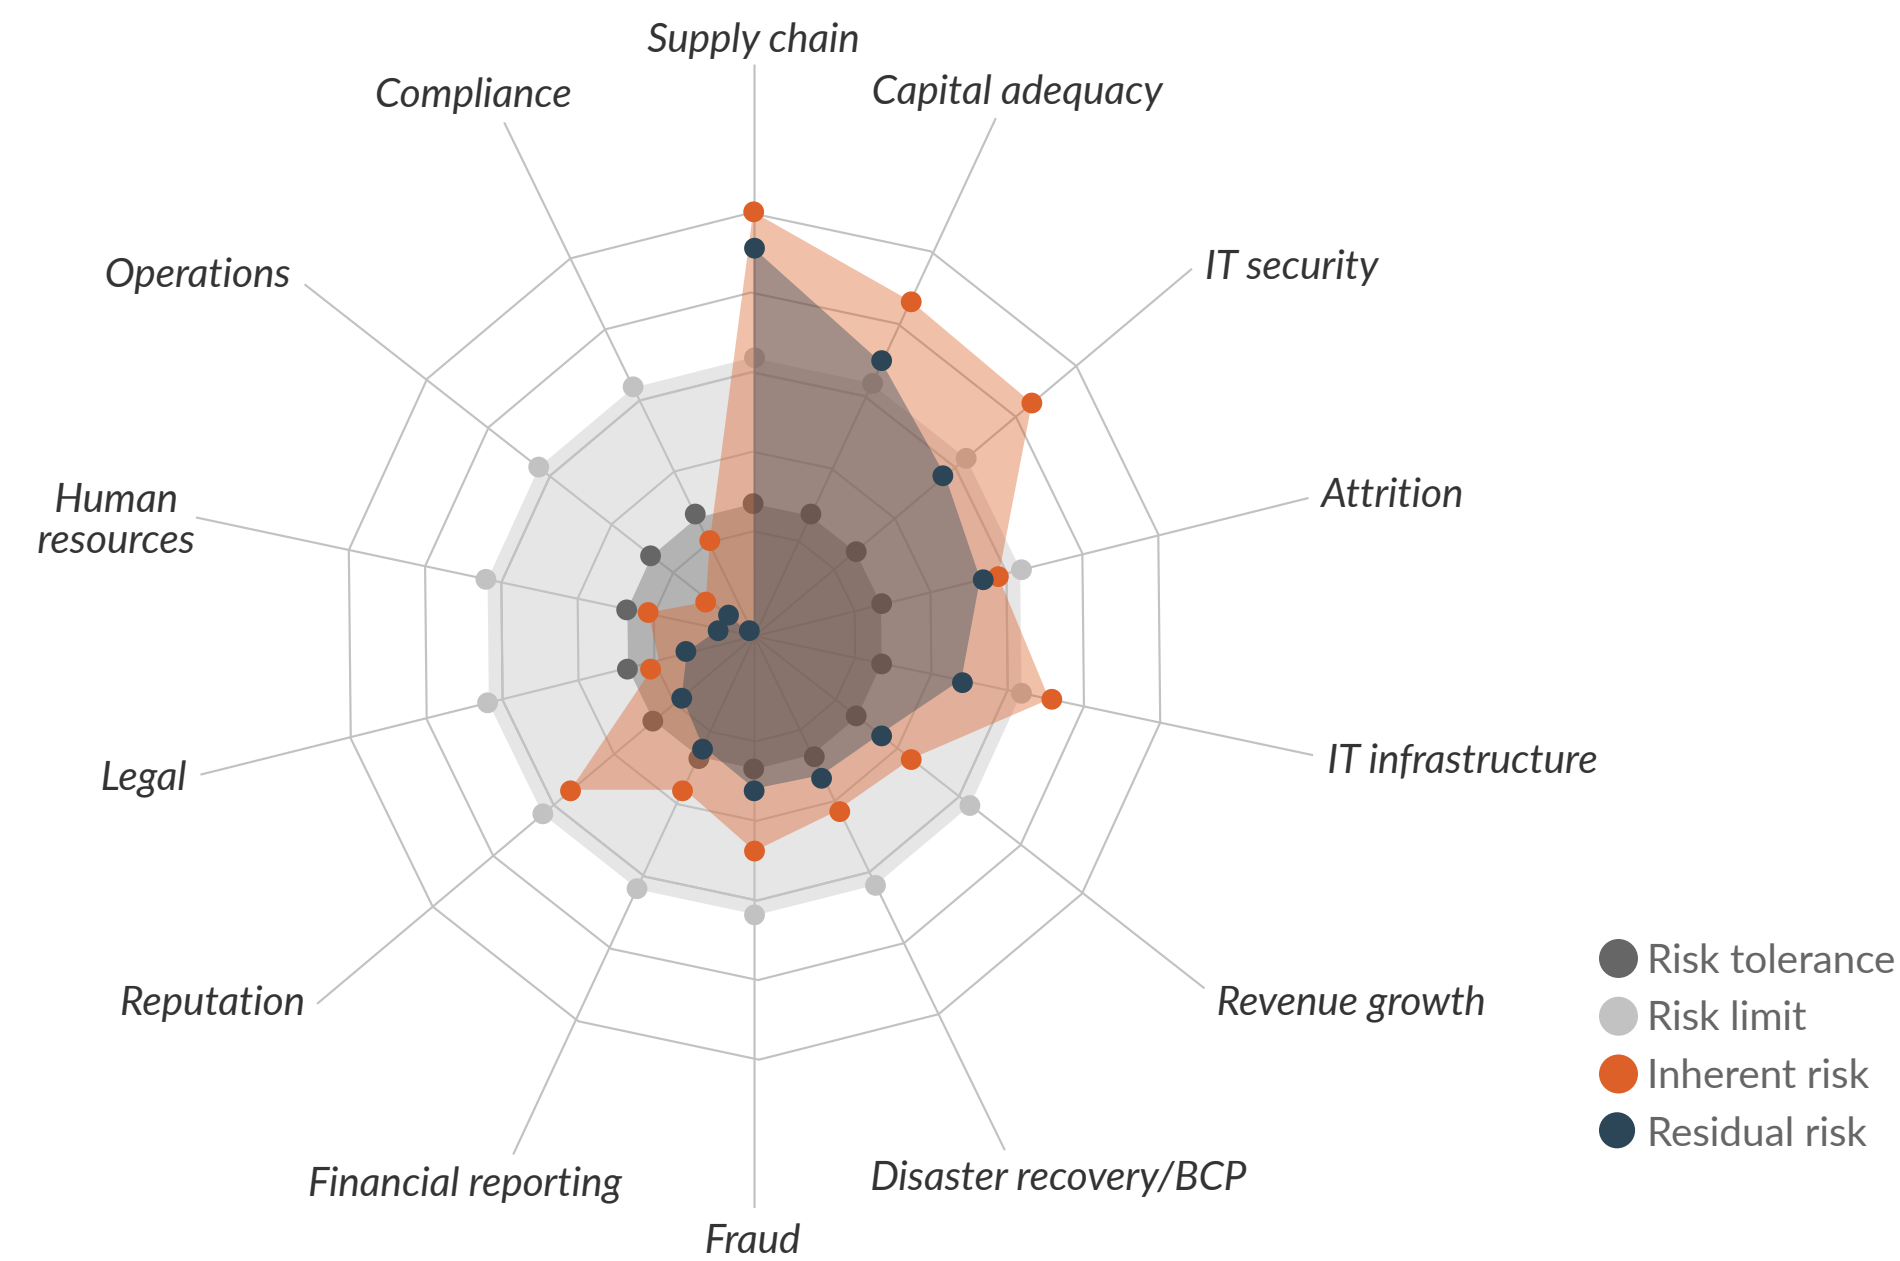 Supply chain
Capital adequacy
Compliance
IT security
Operations
Attrition
Human
resources
IT infrastructure
Legal
Risk tolerance
Reputation
Revenue growth
Risk limit
Inherent risk
Residual risk
Disaster recovery/BCP
Financial reporting
Fraud